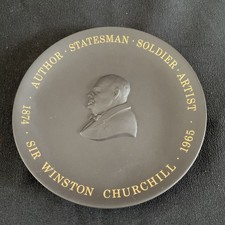 1874 · AUTHOR · STATESMAN · SOLDIER · ARTIST
· SIR WINSTON CHURCHILL · 1965 ·